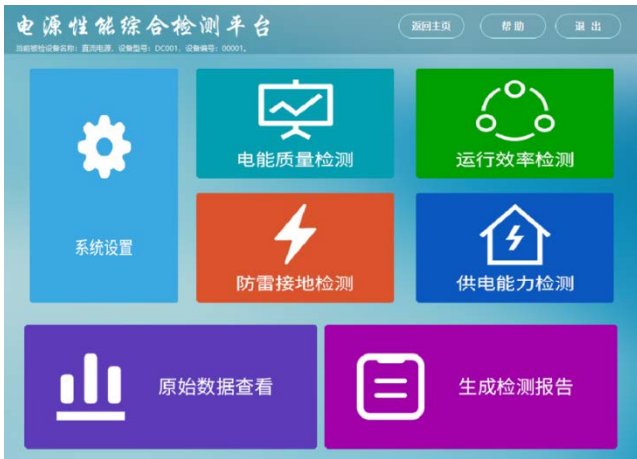 电源性能综合检测平台
返回主页
帮 助
退 出
当前被检设备名称：直流电源，设备型号：DC001，设备编号：00001。
电能质量检测
运行效率检测
系统设置
防雷接地检测
供电能力检测
原始数据查看
生成检测报告